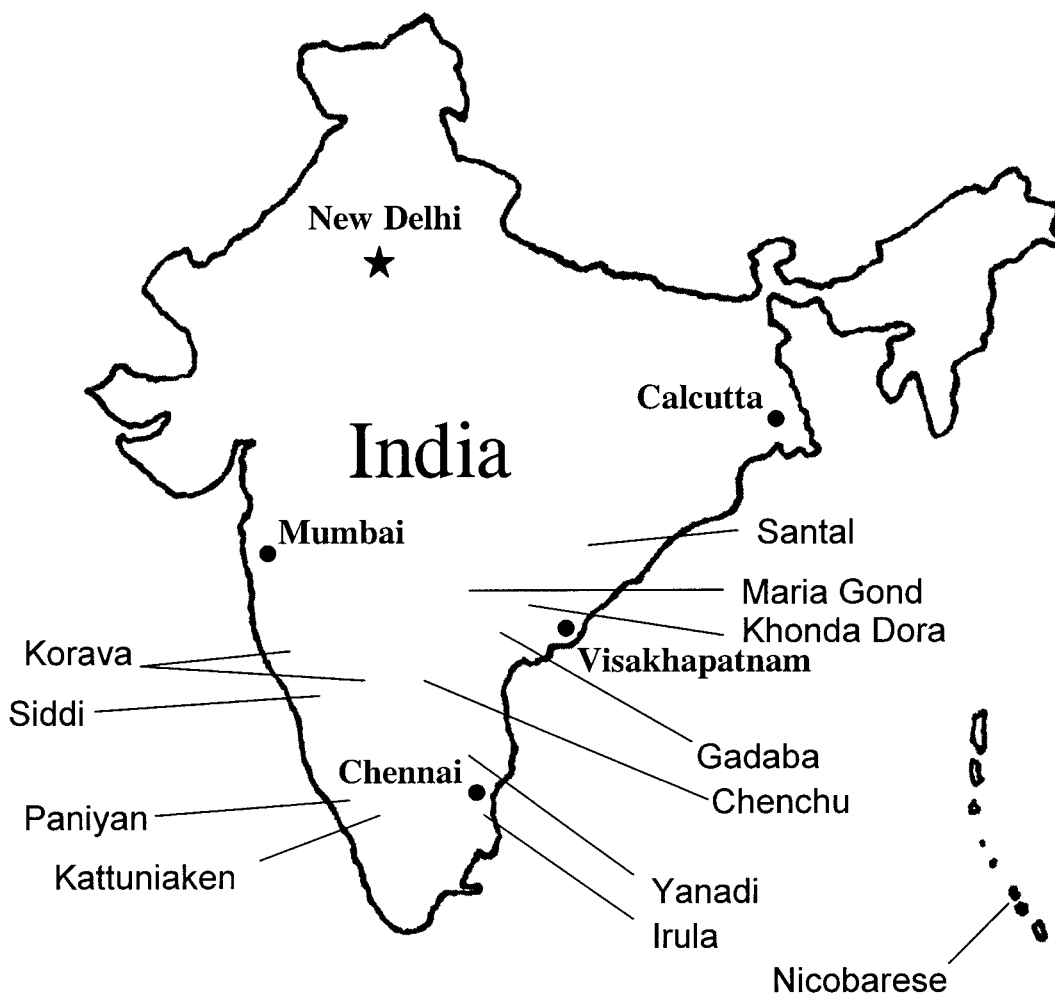 New Delhi
Calcutta
India
Mumbai
Santal
Maria Gond
Khonda Dora
Korava
Visakhapatnam
Siddi
Gadaba
Chennai
Chenchu
Paniyan
Kattuniaken
Yanadi
Irula
Nicobarese